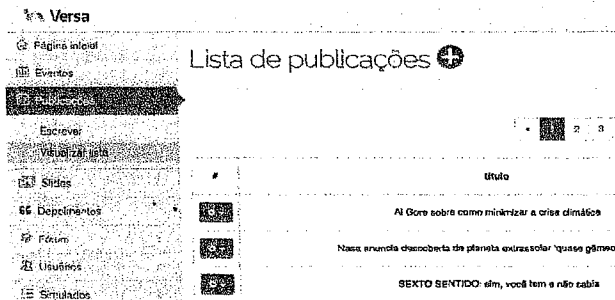 Versa
Página inicial
Eventos
Publicações
Escrever
Visualizar lista
Slides
Depoimentos
Fórum
Usuários
Simulados
Lista de publicações
« 1 2 3
# título
Al Gore sobre como minimizar a crise climática
Nasa anuncia descoberta de planeta extrassolar 'quase gêmeo
SEXTO SENTIDO: sim, você tem e não sabia